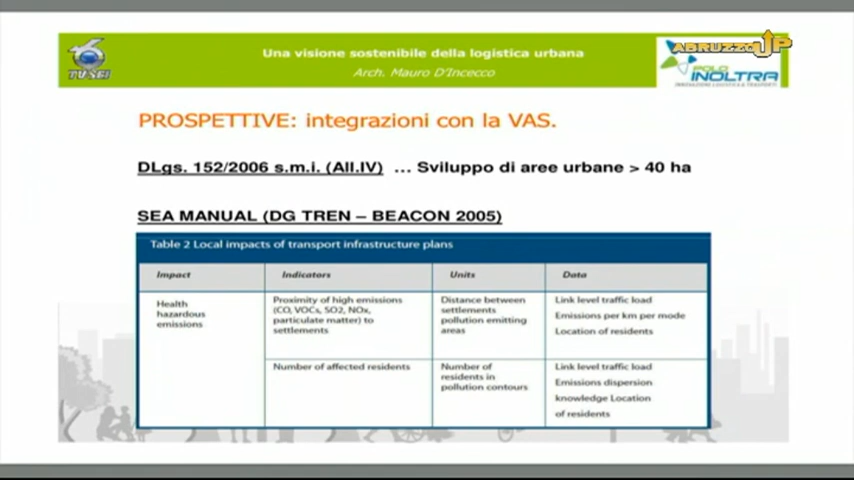 Una visione sostenibile della logistica urbana
Arch. Mauro D'Incecco
ABRUZZO UP
POLO
INOLTRA
INNOVAZIONE LOGISTICA & TRASPORTI
PROSPETTIVE: integrazioni con la VAS.
DLgs. 152/2006 s.m.i. (All.IV) ... Sviluppo di aree urbane > 40 ha
SEA MANUAL (DG TREN – BEACON 2005)
Table 2 Local impacts of transport infrastructure plans
Impact Indicators Units Data
Health
hazardous
emissions
Proximity of high emissions
(CO, VOCs, SO2, NOx,
particulate matter) to
settlements
Distance between
settlements
pollution emitting
areas
Link level traffic load
Emissions per km per mode
Location of residents
Number of affected residents
Number of
residents in
pollution contours
Link level traffic load
Emissions dispersion
knowledge Location
of residents